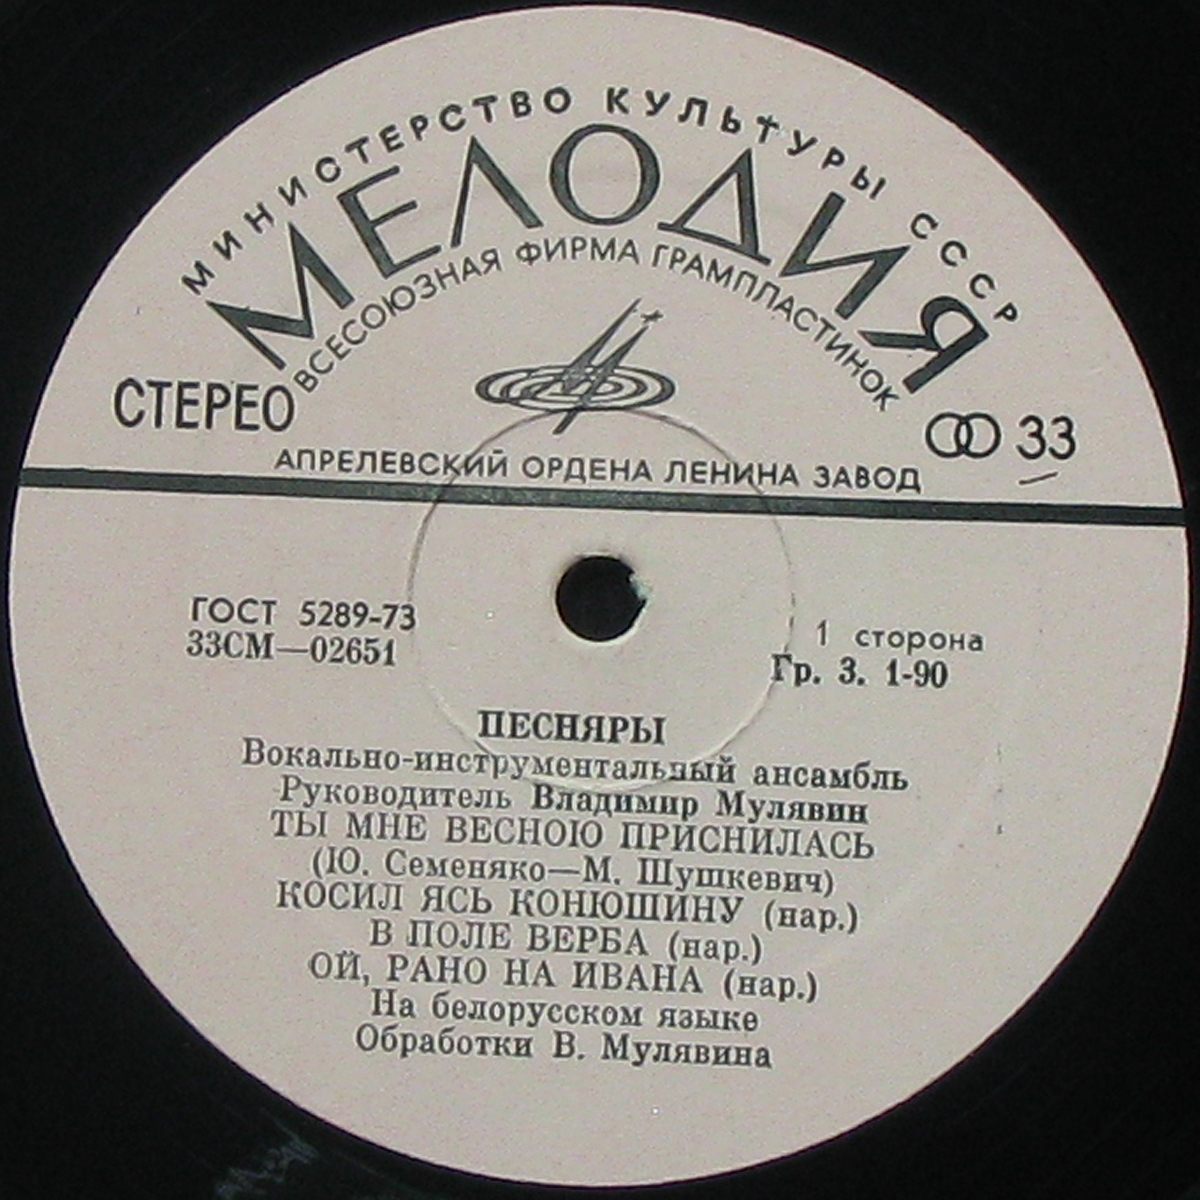 МИНИСТЕРСТВО КУЛЬТУРЫ СССР
МЕЛОДИЯ
ВСЕСОЮЗНАЯ ФИРМА ГРАМПЛАСТИНОК
СТЕРЕО
33
АПРЕЛЕВСКИЙ ОРДЕНА ЛЕНИНА ЗАВОД
ГОСТ 5289-73
33СМ—02651
1 сторона
Гр. 3. 1-90
ПЕСНЯРЫ
Вокально-инструментальный ансамбль
Руководитель Владимир Мулявин
ТЫ МНЕ ВЕСНОЮ ПРИСНИЛАСЬ
(Ю. Семеняко—М. Шушкевич)
КОСИЛ ЯСЬ КОНЮШИНУ (нар.)
В ПОЛЕ ВЕРБА (нар.)
ОЙ, РАНО НА ИВАНА (нар.)
На белорусском языке
Обработки В. Мулявина